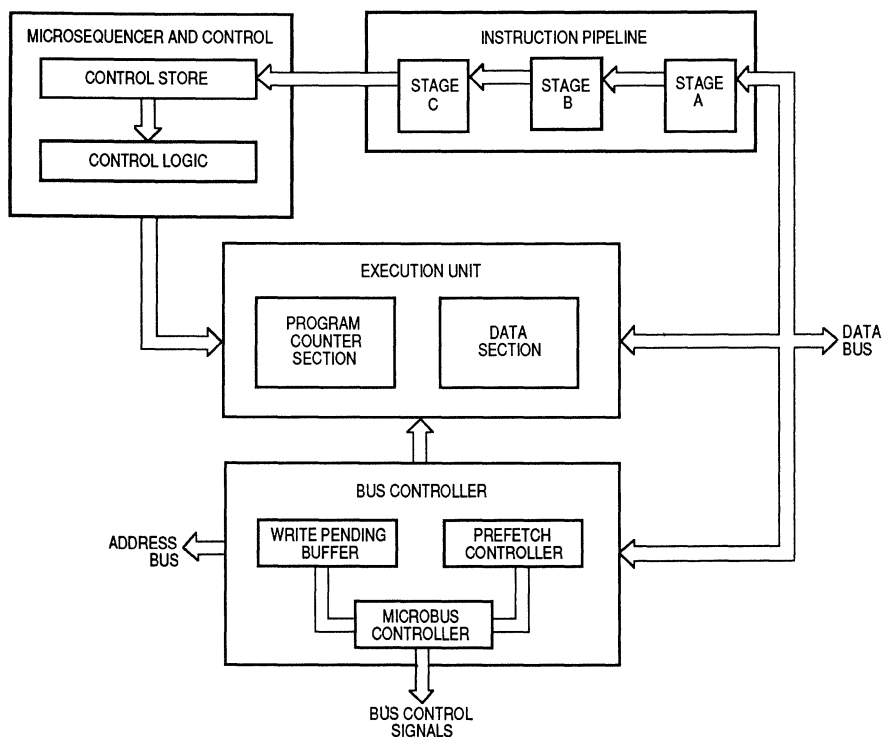 MICROSEQUENCER AND CONTROL
CONTROL STORE
CONTROL LOGIC
INSTRUCTION PIPELINE
STAGE
C
STAGE
B
STAGE
A
EXECUTION UNIT
PROGRAM
COUNTER
SECTION
DATA
SECTION
DATA
BUS
BUS CONTROLLER
WRITE PENDING
BUFFER
PREFETCH
CONTROLLER
MICROBUS
CONTROLLER
ADDRESS
BUS
BUS CONTROL
SIGNALS